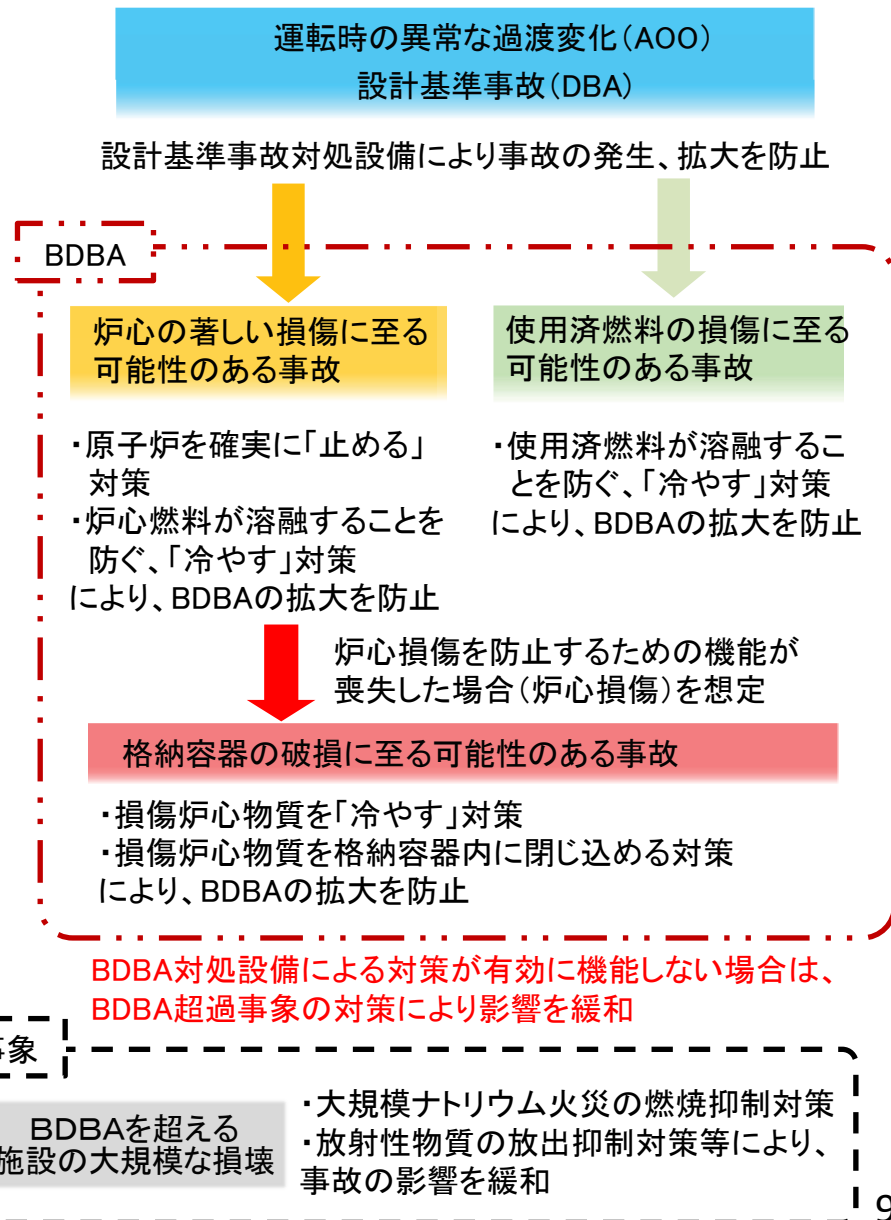 運転時の異常な過渡変化(AOO)
設計基準事故(DBA)
設計基準事故対処設備により事故の発生、拡大を防止
BDBA
炉心の著しい損傷に至る
可能性のある事故
・原子炉を確実に「止める」
対策
・炉心燃料が溶融することを
防ぐ、「冷やす」対策
により、BDBAの拡大を防止
使用済燃料の損傷に至る
可能性のある事故
・使用済燃料が溶融するこ
とを防ぐ、「冷やす」対策
により、BDBAの拡大を防止
炉心損傷を防止するための機能が
喪失した場合(炉心損傷)を想定
格納容器の破損に至る可能性のある事故
・損傷炉心物質を「冷やす」対策
・損傷炉心物質を格納容器内に閉じ込める対策
により、BDBAの拡大を防止
BDBA対処設備による対策が有効に機能しない場合は、
BDBA超過事象の対策により影響を緩和
事象
BDBAを超える
施設の大規模な損壊
・大規模ナトリウム火災の燃焼抑制対策
・放射性物質の放出抑制対策等により、
事故の影響を緩和
9